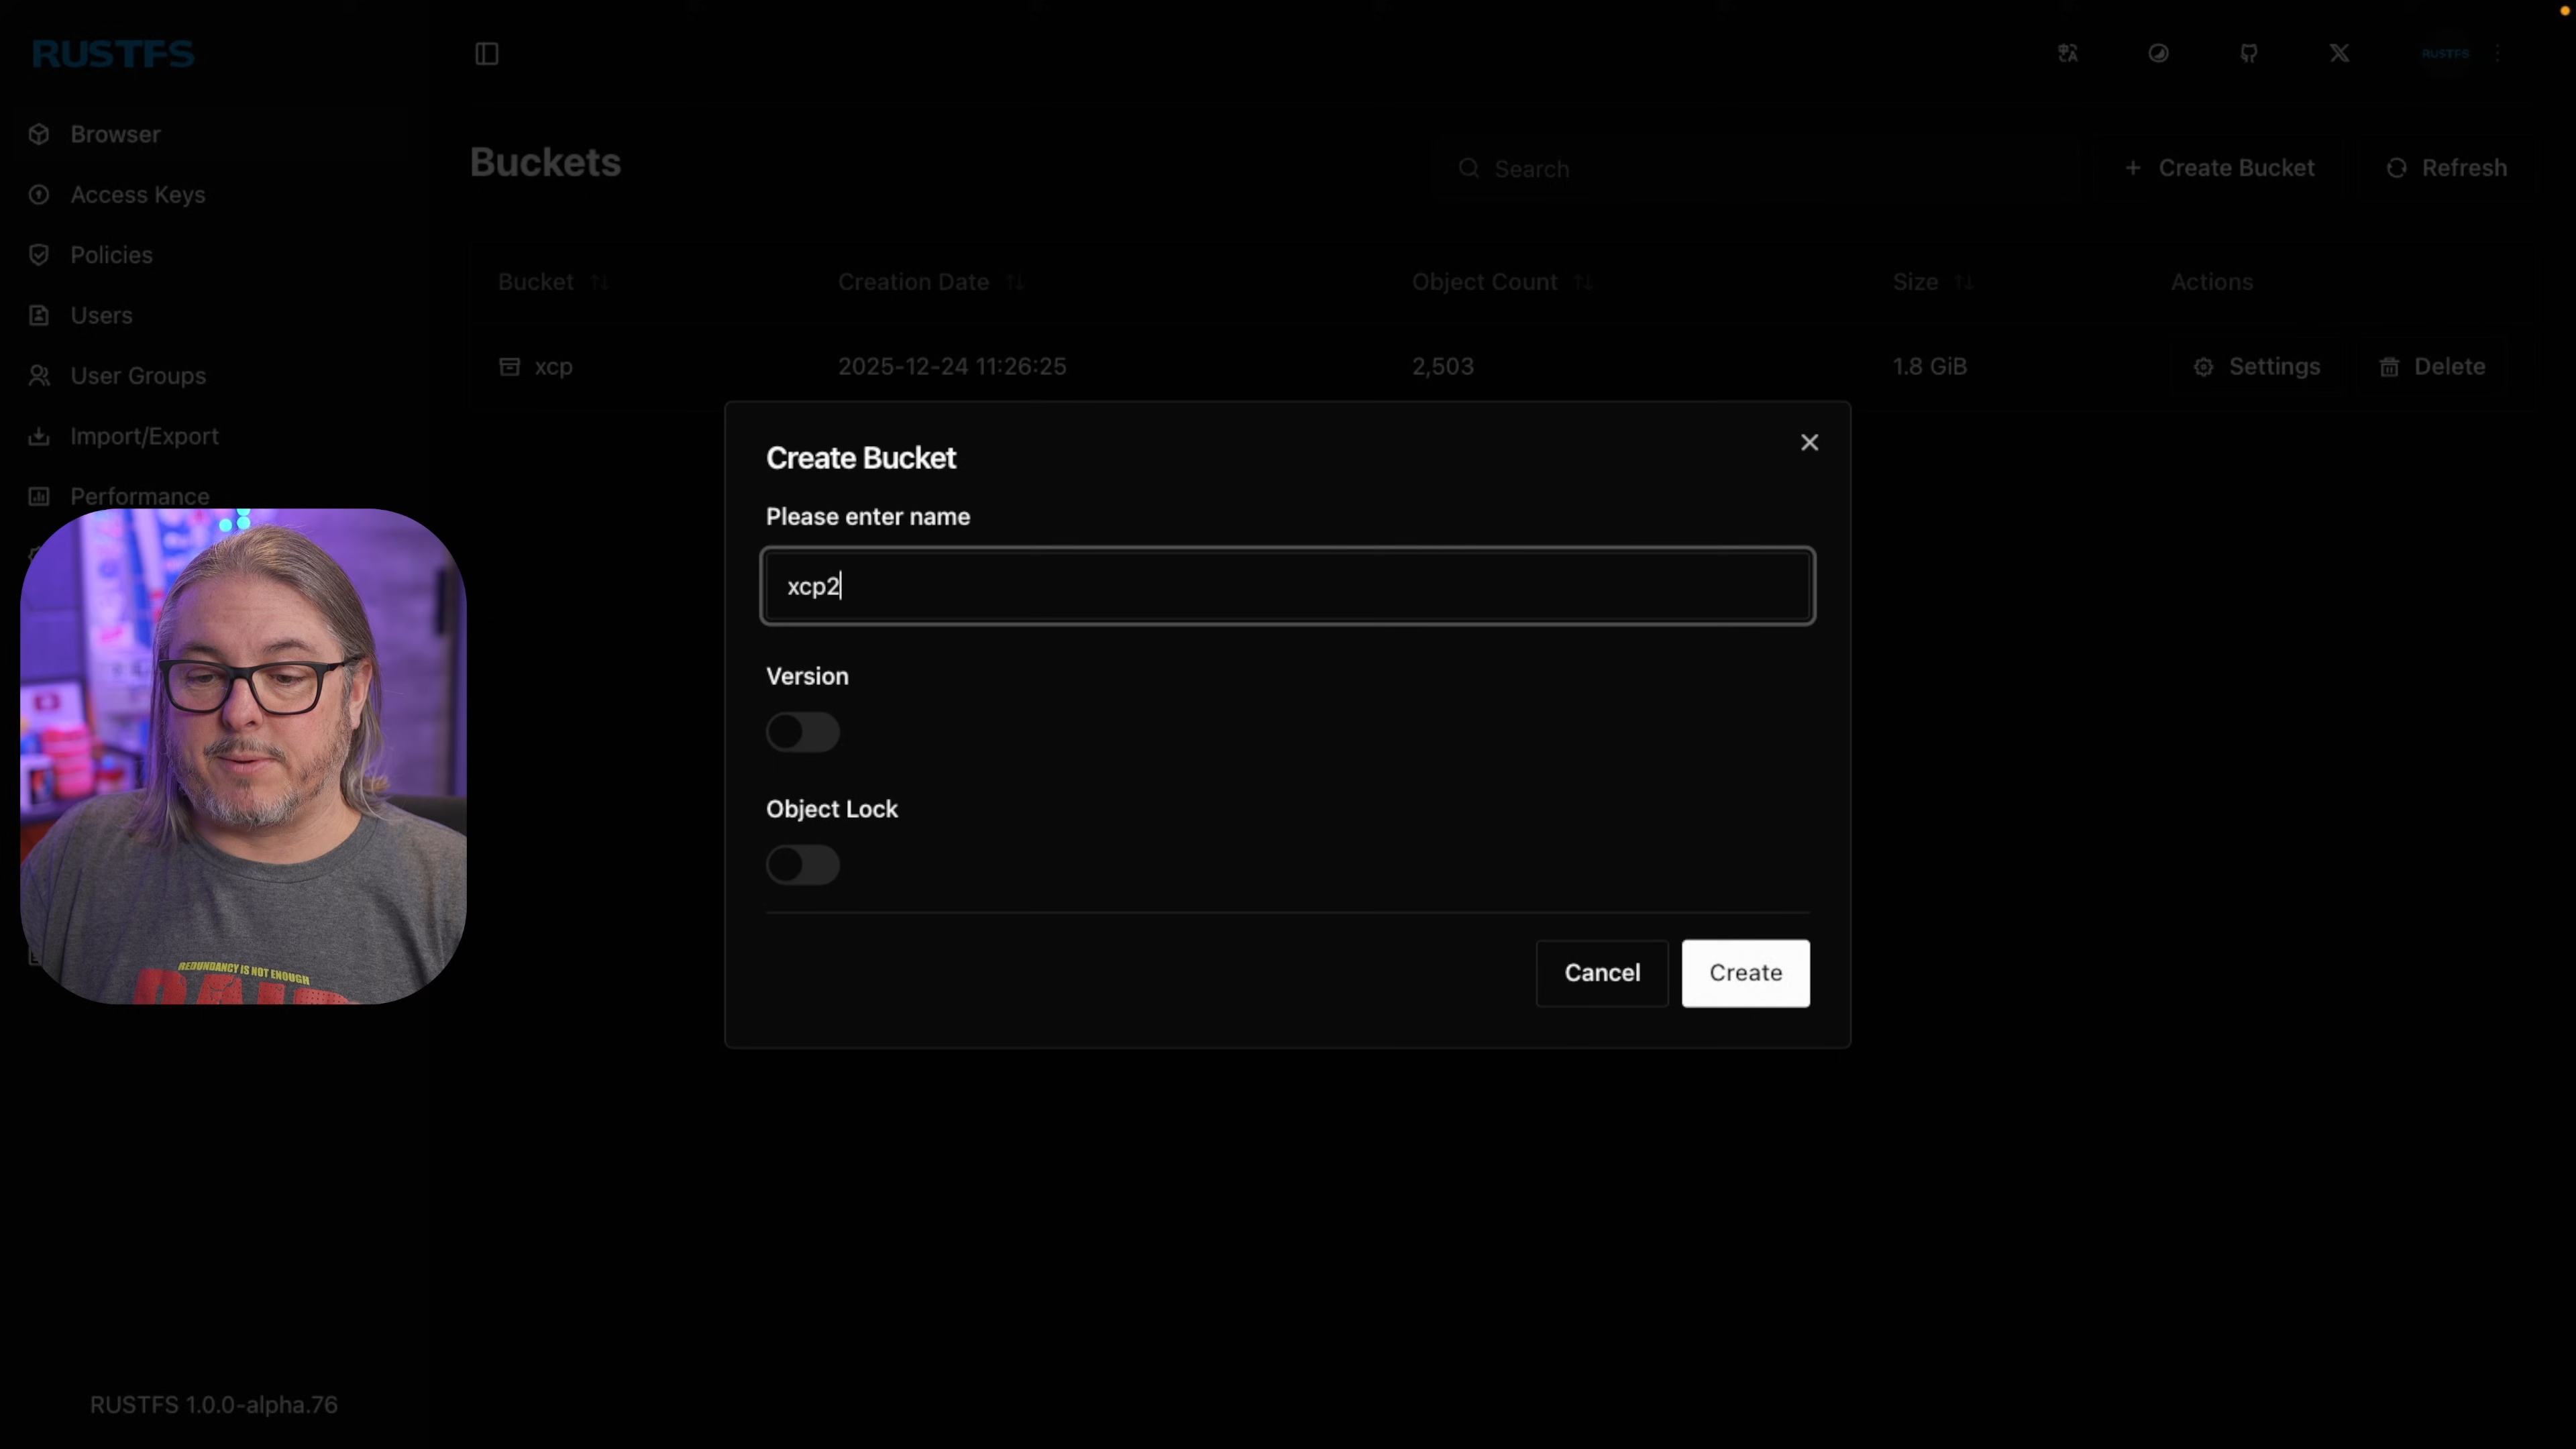 RUSTFS
RUSTFS
Browser
Access Keys
Policies
Users
User Groups
Import/Export
Performance
Buckets
Search
+ Create Bucket
Refresh
Bucket
Creation Date
Object Count
Size
Actions
xcp
2025-12-24 11:26:25
2,503
1.8 GiB
Settings
Delete
Create Bucket
Please enter name
xcp2
Version
Object Lock
Cancel
Create
REDUNDANCY IS NOT ENOUGH
RAID
RUSTFS 1.0.0-alpha.76